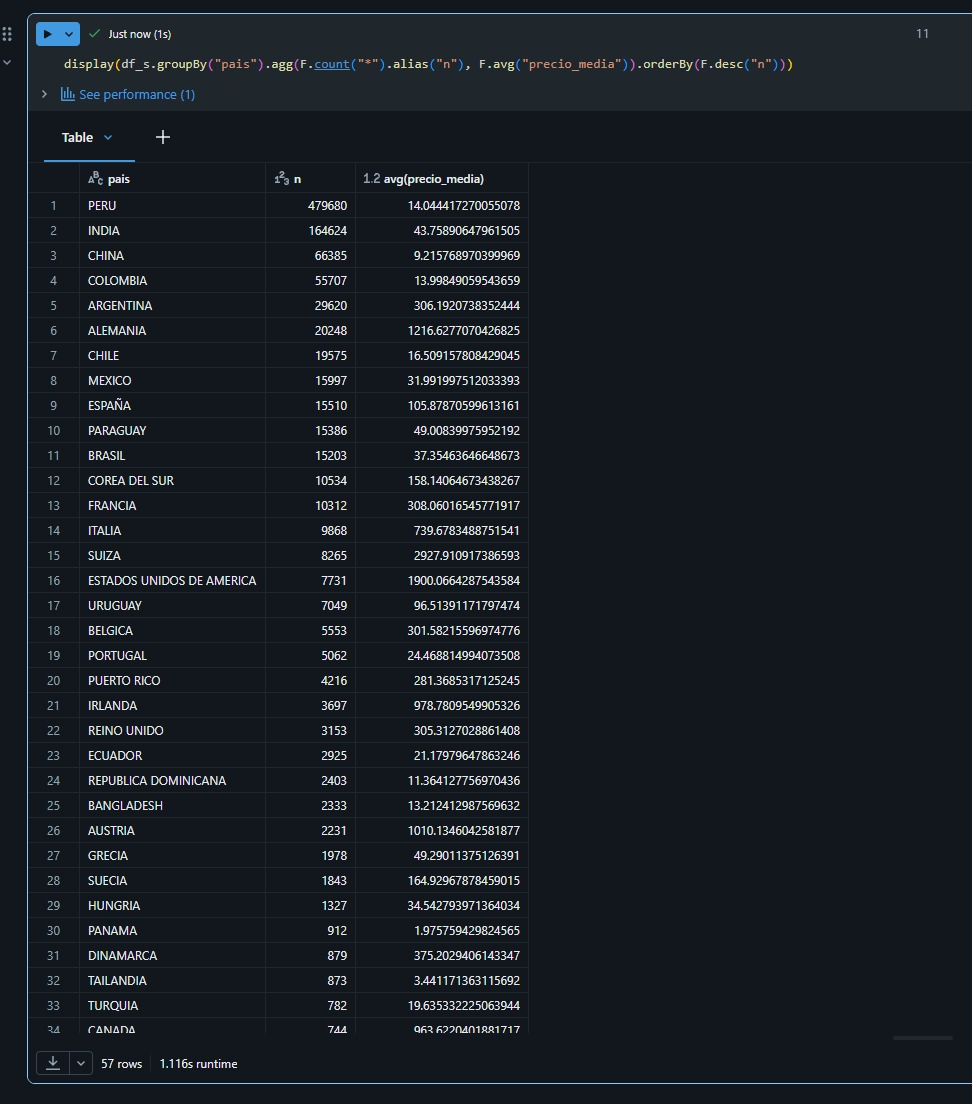 Just now (1s)
11
display(df_s.groupBy("pais").agg(F.count("*").alias("n"), F.avg("precio_media")).orderBy(F.desc("n")))
See performance (1)
Table
pais n 1.2 avg(precio_media)
1 PERU 479680 14.044417270055078
2 INDIA 164624 43.75890647961505
3 CHINA 66385 9.215768970399969
4 COLOMBIA 55707 13.99849059543659
5 ARGENTINA 29620 306.1920738352444
6 ALEMANIA 20248 1216.6277070426825
7 CHILE 19575 16.509157808429045
8 MEXICO 15997 31.991997512033393
9 ESPAÑA 15510 105.87870599613161
10 PARAGUAY 15386 49.00839975952192
11 BRASIL 15203 37.35463646648673
12 COREA DEL SUR 10534 158.14064673438267
13 FRANCIA 10312 308.06016545771917
14 ITALIA 9868 739.6783488751541
15 SUIZA 8265 2927.910917386593
16 ESTADOS UNIDOS DE AMERICA 7731 1900.0664287543584
17 URUGUAY 7049 96.51391171797474
18 BELGICA 5553 301.58215596974776
19 PORTUGAL 5062 24.468814994073508
20 PUERTO RICO 4216 281.3685317125245
21 IRLANDA 3697 978.7809549905326
22 REINO UNIDO 3153 305.3127028861408
23 ECUADOR 2925 21.17979647863246
24 REPUBLICA DOMINICANA 2403 11.364127756970436
25 BANGLADESH 2333 13.212412987569632
26 AUSTRIA 2231 1010.1346042581877
27 GRECIA 1978 49.29011375126391
28 SUECIA 1843 164.92967878459015
29 HUNGRIA 1327 34.542793971364034
30 PANAMA 912 1.975759429824565
31 DINAMARCA 879 375.2029406143347
32 TAILANDIA 873 3.441171363115692
33 TURQUIA 782 19.635332225063944
34 CANADA 744 963.6220401881717
57 rows
1.116s runtime